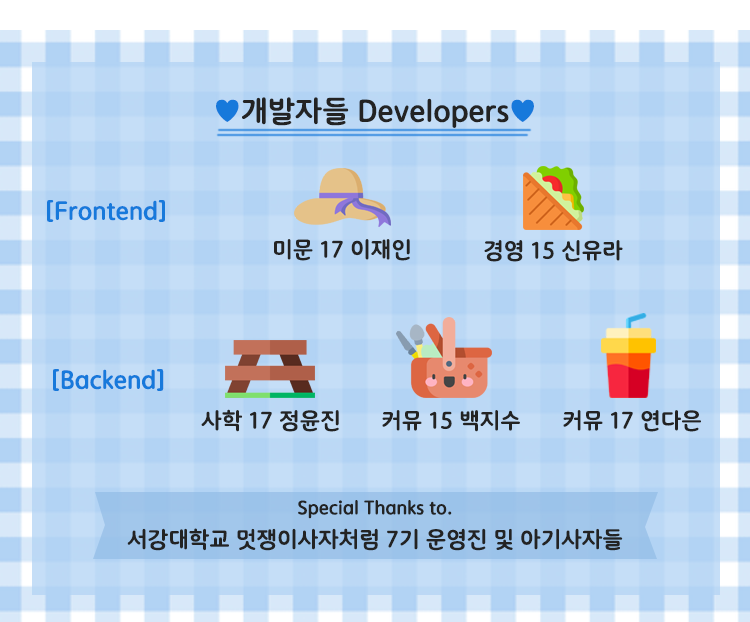 💙개발자들 Developers💙
[Frontend]
미문 17 이재인
경영 15 신유라
[Backend]
사학 17 정윤진
커뮤 15 백지수
커뮤 17 연다은
Special Thanks to.
서강대학교 멋쟁이사자처럼 7기 운영진 및 아기사자들